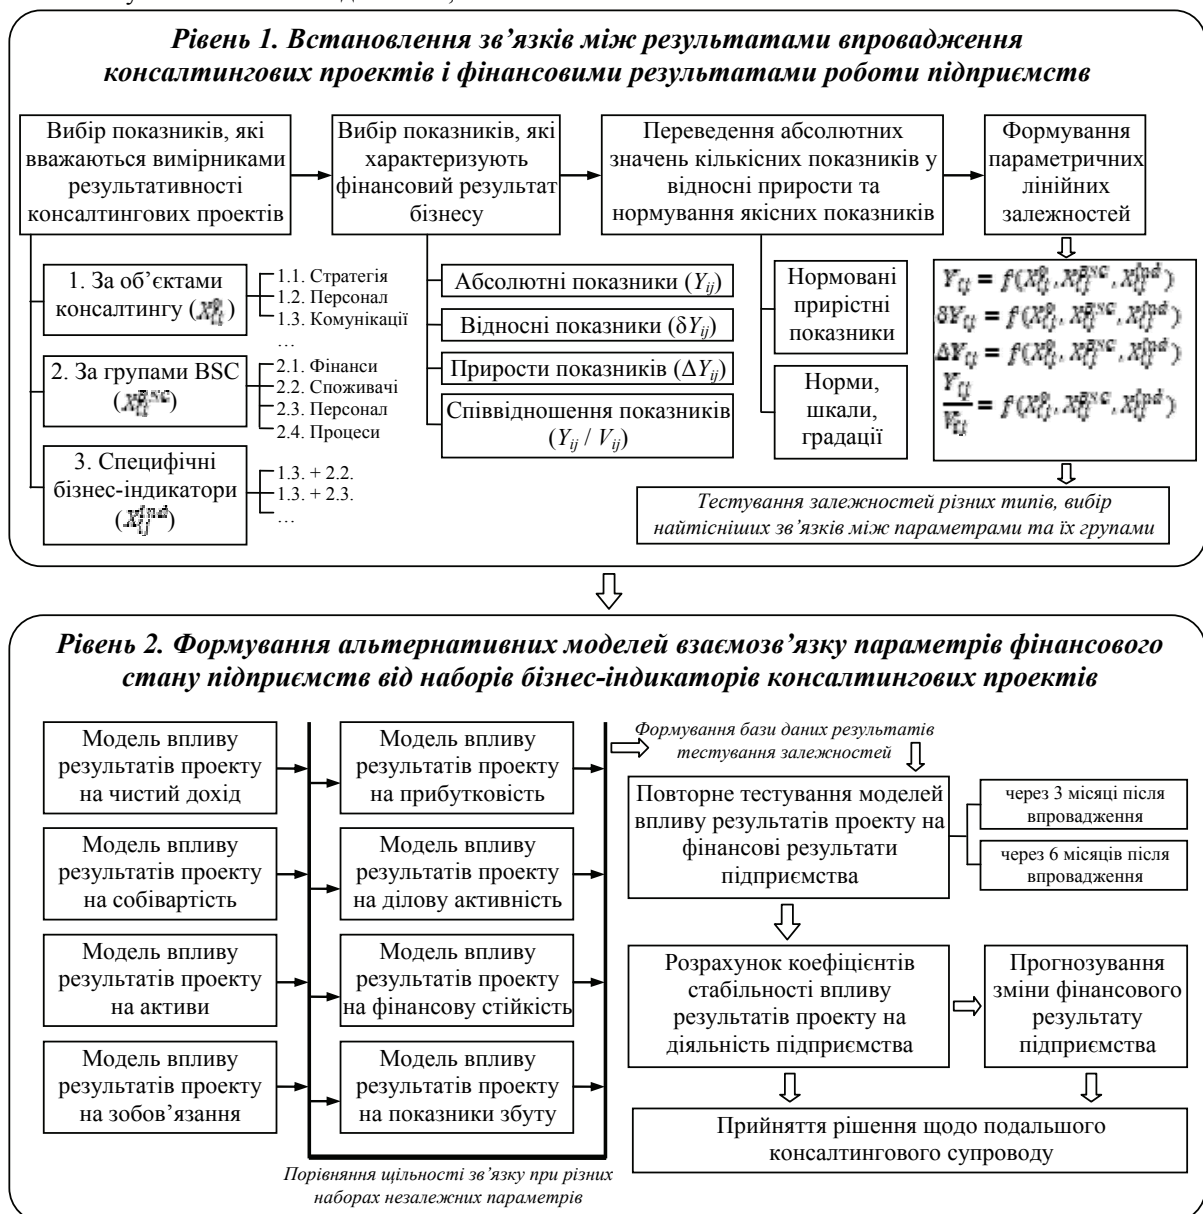 Рівень 1. Встановлення зв’язків між результатами впровадження
консалтингових проектів і фінансовими результатами роботи підприємств
Вибір показників, які
вважаються вимірниками
результативності
консалтингових проектів
Вибір показників, які
характеризують
фінансовий результат
бізнесу
Переведення абсолютних
значень кількісних показників у
відносні прирости та
нормування якісних показників
Формування
параметричних
лінійних
залежностей
1. За об’єктами
консалтингу
1.1. Стратегія
1.2. Персонал
1.3. Комунікації
…
2. За групами BSC
2.1. Фінанси
2.2. Споживачі
2.3. Персонал
2.4. Процеси
3. Специфічні
бізнес-індикатори
1.3. + 2.2.
1.3. + 2.3.
…
Абсолютні показники (Yij)
Відносні показники (δYij)
Прирости показників (ΔYij)
Співвідношення показників
(Yij / Vij)
Нормовані
прирістні
показники
Норми,
шкали,
градації
Тестування залежностей різних типів, вибір
найтісніших зв’язків між параметрами та їх групами
Рівень 2. Формування альтернативних моделей взаємозв’язку параметрів фінансового
стану підприємств від наборів бізнес-індикаторів консалтингових проектів
Модель впливу
результатів проекту
на чистий дохід
Модель впливу
результатів проекту
на собівартість
Модель впливу
результатів проекту
на активи
Модель впливу
результатів проекту
на зобов’язання
Модель впливу
результатів проекту
на прибутковість
Модель впливу
результатів проекту
на ділову активність
Модель впливу
результатів проекту
на фінансову стійкість
Модель впливу
результатів проекту
на показники збуту
Порівняння щільності зв’язку при різних
наборах незалежних параметрів
Формування бази даних результатів
тестування залежностей
Повторне тестування моделей
впливу результатів проекту на
фінансові результати
підприємства
через 3 місяці після
впровадження
через 6 місяців після
впровадження
Розрахунок коефіцієнтів
стабільності впливу
результатів проекту на
діяльність підприємства
Прогнозування
зміни фінансового
результату
підприємства
Прийняття рішення щодо подальшого
консалтингового супроводу